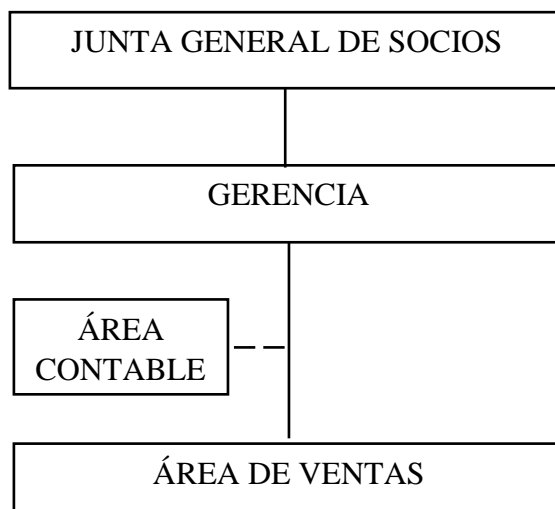 JUNTA GENERAL DE SOCIOS
GERENCIA
ÁREA
CONTABLE
ÁREA DE VENTAS